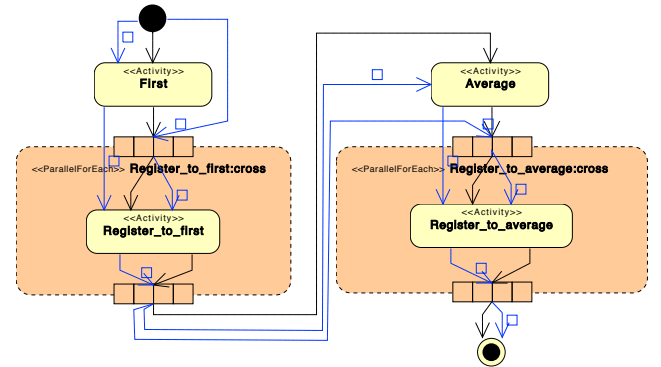 <<Activity>>
First
<<ParallelForEach>> Register_to_first:cross
<<Activity>>
Register_to_first
<<Activity>>
Average
<<ParallelForEach>> Register_to_average:cross
<<Activity>>
Register_to_average